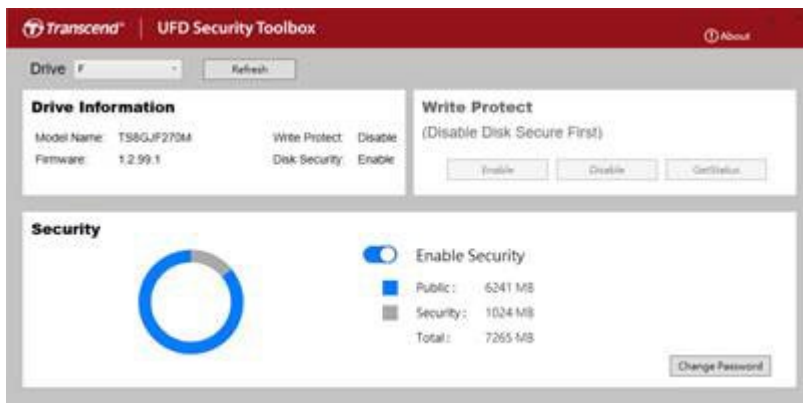 Transcend® UFD Security Toolbox
About
Drive F Refresh
Drive Information
Model Name: TS8GJF270M Write Protect: Disable
Firmware: 1.2.99.1 Disk Security: Enable
Write Protect
(Disable Disk Secure First)
Enable Disable GetStatus
Security
Enable Security
Public : 6241 MB
Security : 1024 MB
Total : 7265 MB
Change Password